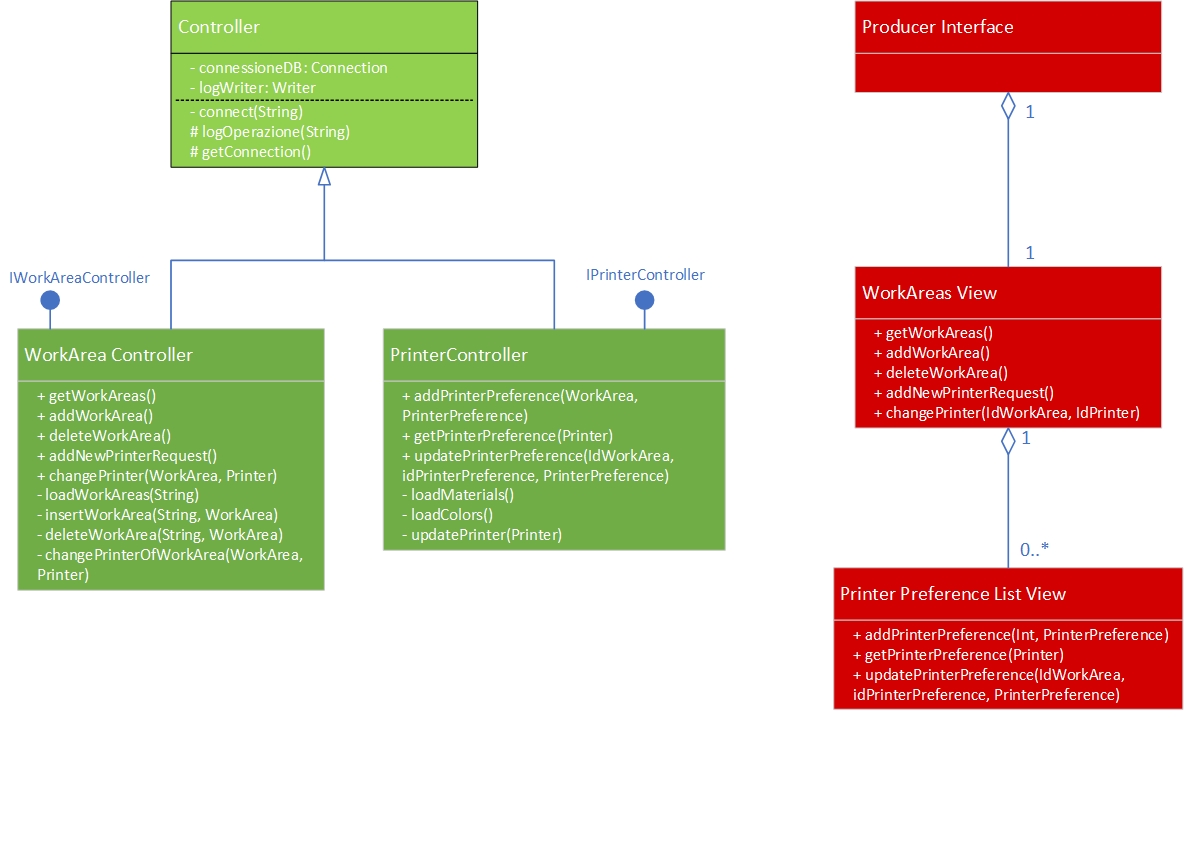 Controller
- connessioneDB: Connection
- logWriter: Writer
- connect(String)
# logOperazione(String)
# getConnection()
IWorkAreaController
IPrinterController
WorkArea Controller
+ getWorkAreas()
+ addWorkArea()
+ deleteWorkArea()
+ addNewPrinterRequest()
+ changePrinter(WorkArea, Printer)
- loadWorkAreas(String)
- insertWorkArea(String, WorkArea)
- deleteWorkArea(String, WorkArea)
- changePrinterOfWorkArea(WorkArea,
Printer)
PrinterController
+ addPrinterPreference(WorkArea,
PrinterPreference)
+ getPrinterPreference(Printer)
+ updatePrinterPreference(IdWorkArea,
idPrinterPreference, PrinterPreference)
- loadMaterials()
- loadColors()
- updatePrinter(Printer)
Producer Interface
1
1
WorkAreas View
+ getWorkAreas()
+ addWorkArea()
+ deleteWorkArea()
+ addNewPrinterRequest()
+ changePrinter(IdWorkArea, IdPrinter)
1
0..*
Printer Preference List View
+ addPrinterPreference(Int, PrinterPreference)
+ getPrinterPreference(Printer)
+ updatePrinterPreference(IdWorkArea,
idPrinterPreference, PrinterPreference)